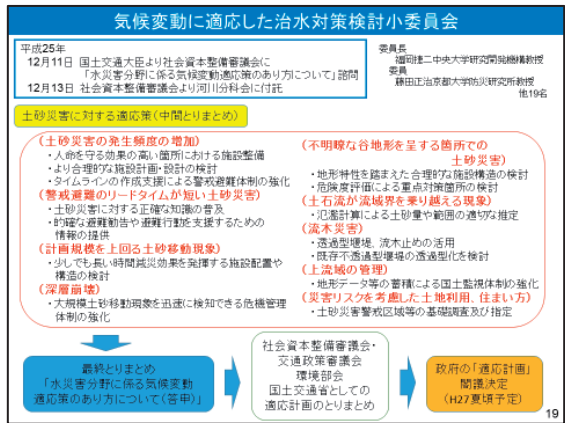 気候変動に適応した治水対策検討小委員会
平成25年
12月11日 国土交通大臣より社会資本整備審議会に
「水災害分野に係る気候変動適応策のあり方について」諮問
12月13日 社会資本整備審議会より河川分科会に付託
委員長
福岡捷二中央大学研究開発機構教授
委員
藤田正治京都大学防災研究所教授
他19名
土砂災害に対する適応策(中間とりまとめ)
(土砂災害の発生頻度の増加)
・人命を守る効果の高い箇所における施設整備
・より合理的な施設計画・設計の検討
・タイムラインの作成支援による警戒避難体制の強化
(警戒避難のリードタイムが短い土砂災害)
・土砂災害に対する正確な知識の普及
・的確な避難勧告や避難行動を支援するための
情報の提供
(計画規模を上回る土砂移動現象)
・少しでも長い時間減災効果を発揮する施設配置や
構造の検討
(深層崩壊)
・大規模土砂移動現象を迅速に検知できる危機管理
体制の強化
(不明瞭な谷地形を呈する箇所での
土砂災害)
・地形特性を踏まえた合理的な施設構造の検討
・危険度評価による重点対策箇所の検討
(土石流が流域界を乗り越える現象)
・氾濫計算による土砂量や範囲の適切な推定
(流木災害)
・透過型堰堤、流木止めの活用
・既存不透過型堰堤の透過型化を検討
(上流域の管理)
・地形データ等の蓄積による国土監視体制の強化
(災害リスクを考慮した土地利用、住まい方)
・土砂災害警戒区域等の基礎調査及び指定
最終とりまとめ
「水災害分野に係る気候変動
適応策のあり方について(答申)」
社会資本整備審議会・
交通政策審議会
環境部会
国土交通省としての
適応計画のとりまとめ
政府の「適応計画」
閣議決定
(H27夏頃予定)
19